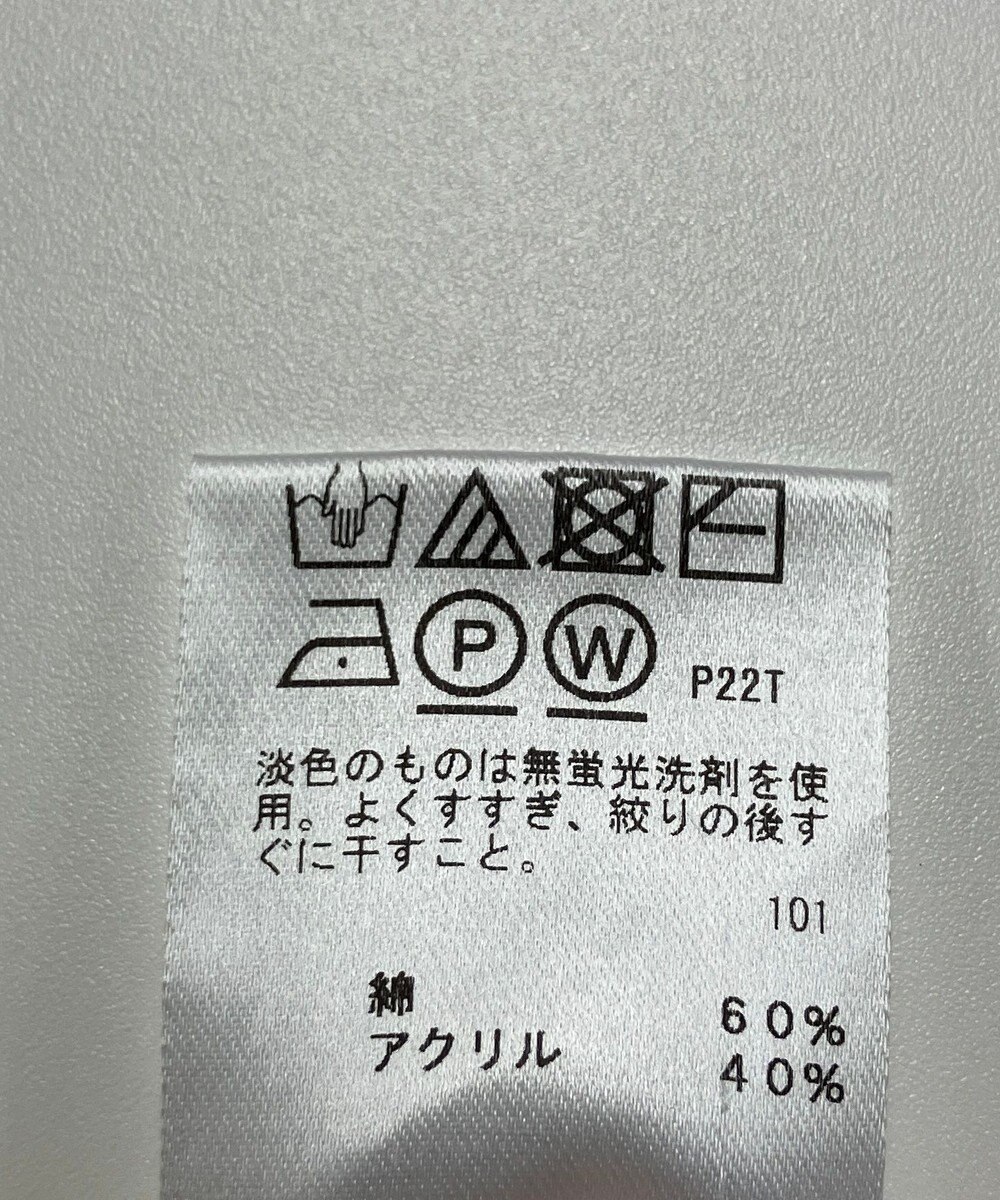 P
W
P22T
淡色のものは無蛍光洗剤を使
用。よくすすぎ、絞りの後す
ぐに干すこと。
101
綿 60%
アクリル 40%